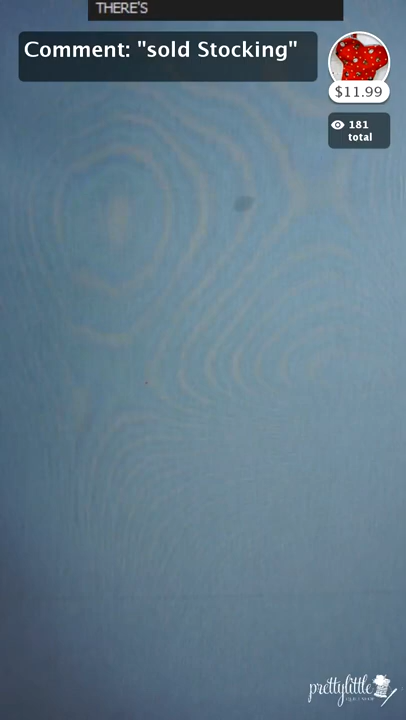 THERE'S
Comment: "sold Stocking"
$11.99
181
total
prettylittle